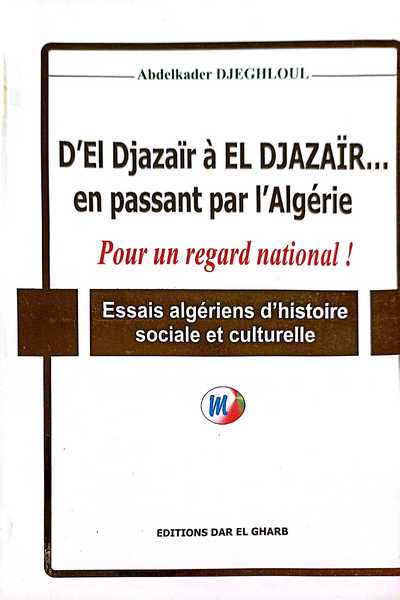 Abdelkader DJEGHLOUL
D'El Djazaïr à EL DJAZAÏR...
en passant par l'Algérie
Pour un regard national !
Essais algériens d'histoire
sociale et culturelle
M
EDITIONS DAR EL GHARB